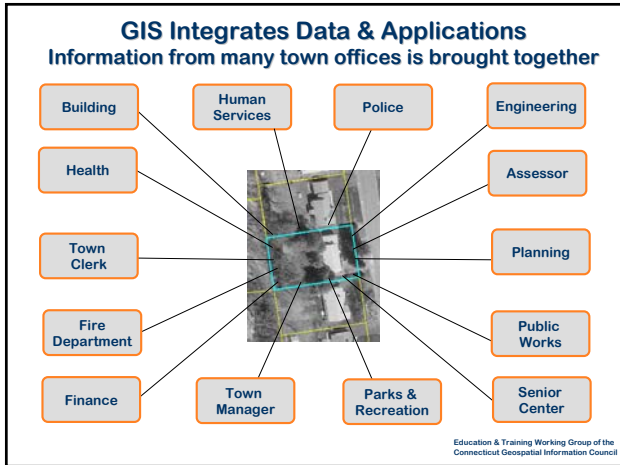 GIS Integrates Data & Applications
Information from many town offices is brought together
Building
Human
Services
Police
Engineering
Health
Assessor
Town
Clerk
Planning
Fire
Department
Public
Works
Finance
Town
Manager
Parks &
Recreation
Senior
Center
Education & Training Working Group of the
Connecticut Geospatial Information Council